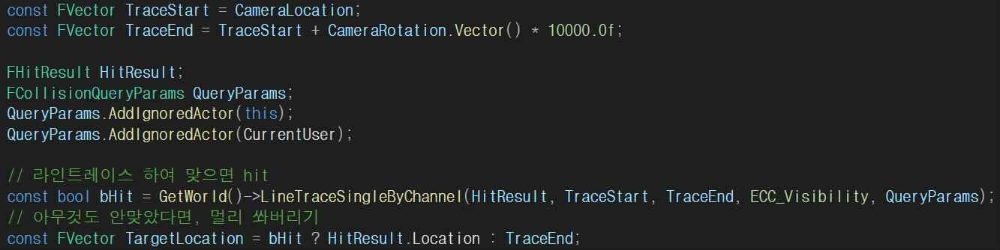 const FVector TraceStart = CameraLocation;
const FVector TraceEnd = TraceStart + CameraRotation.Vector() * 10000.0f;
FHitResult HitResult;
FCollisionQueryParams QueryParams;
QueryParams.AddIgnoredActor(this);
QueryParams.AddIgnoredActor(CurrentUser);
// 라인트레이스 하여 맞으면 hit
const bool bHit = GetWorld()->LineTraceSingleByChannel(HitResult, TraceStart, TraceEnd, ECC_Visibility, QueryParams);
// 아무것도 안맞았다면, 멀리 쏴버리기
const FVector TargetLocation = bHit ? HitResult.Location : TraceEnd;